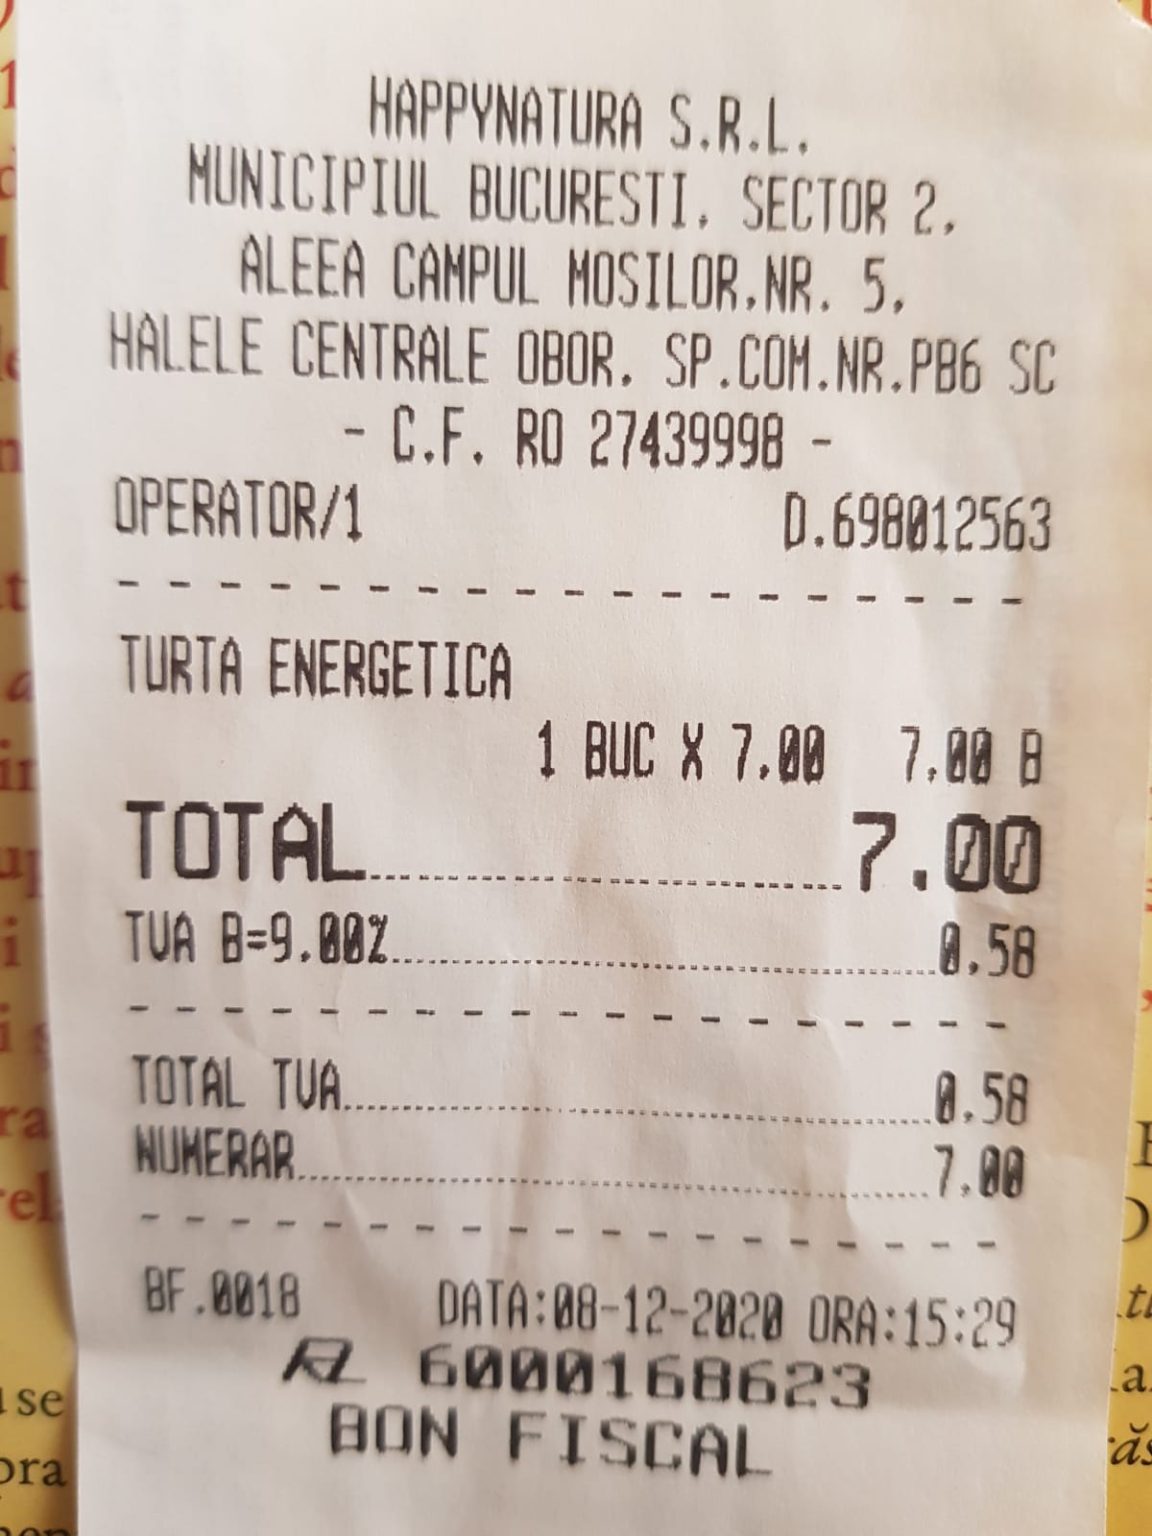 HAPPYNATURA S.R.L.
MUNICIPIUL BUCURESTI, SECTOR 2,
ALEEA CAMPUL MOSILOR,NR. 5,
HALELE CENTRALE OBOR, SP.COM.NR.PB6 SC
- C.F. RO 27439998 -
OPERATOR/1 D.698012563
TURTA ENERGETICA
1 BUC X 7.00 7.00 B
TOTAL 7.00
TVA B=9.00% 0.58
TOTAL TVA 0.58
NUMERAR 7.00
BF.0018 DATA:08-12-2020 ORA:15:29
6000168623
BON FISCAL